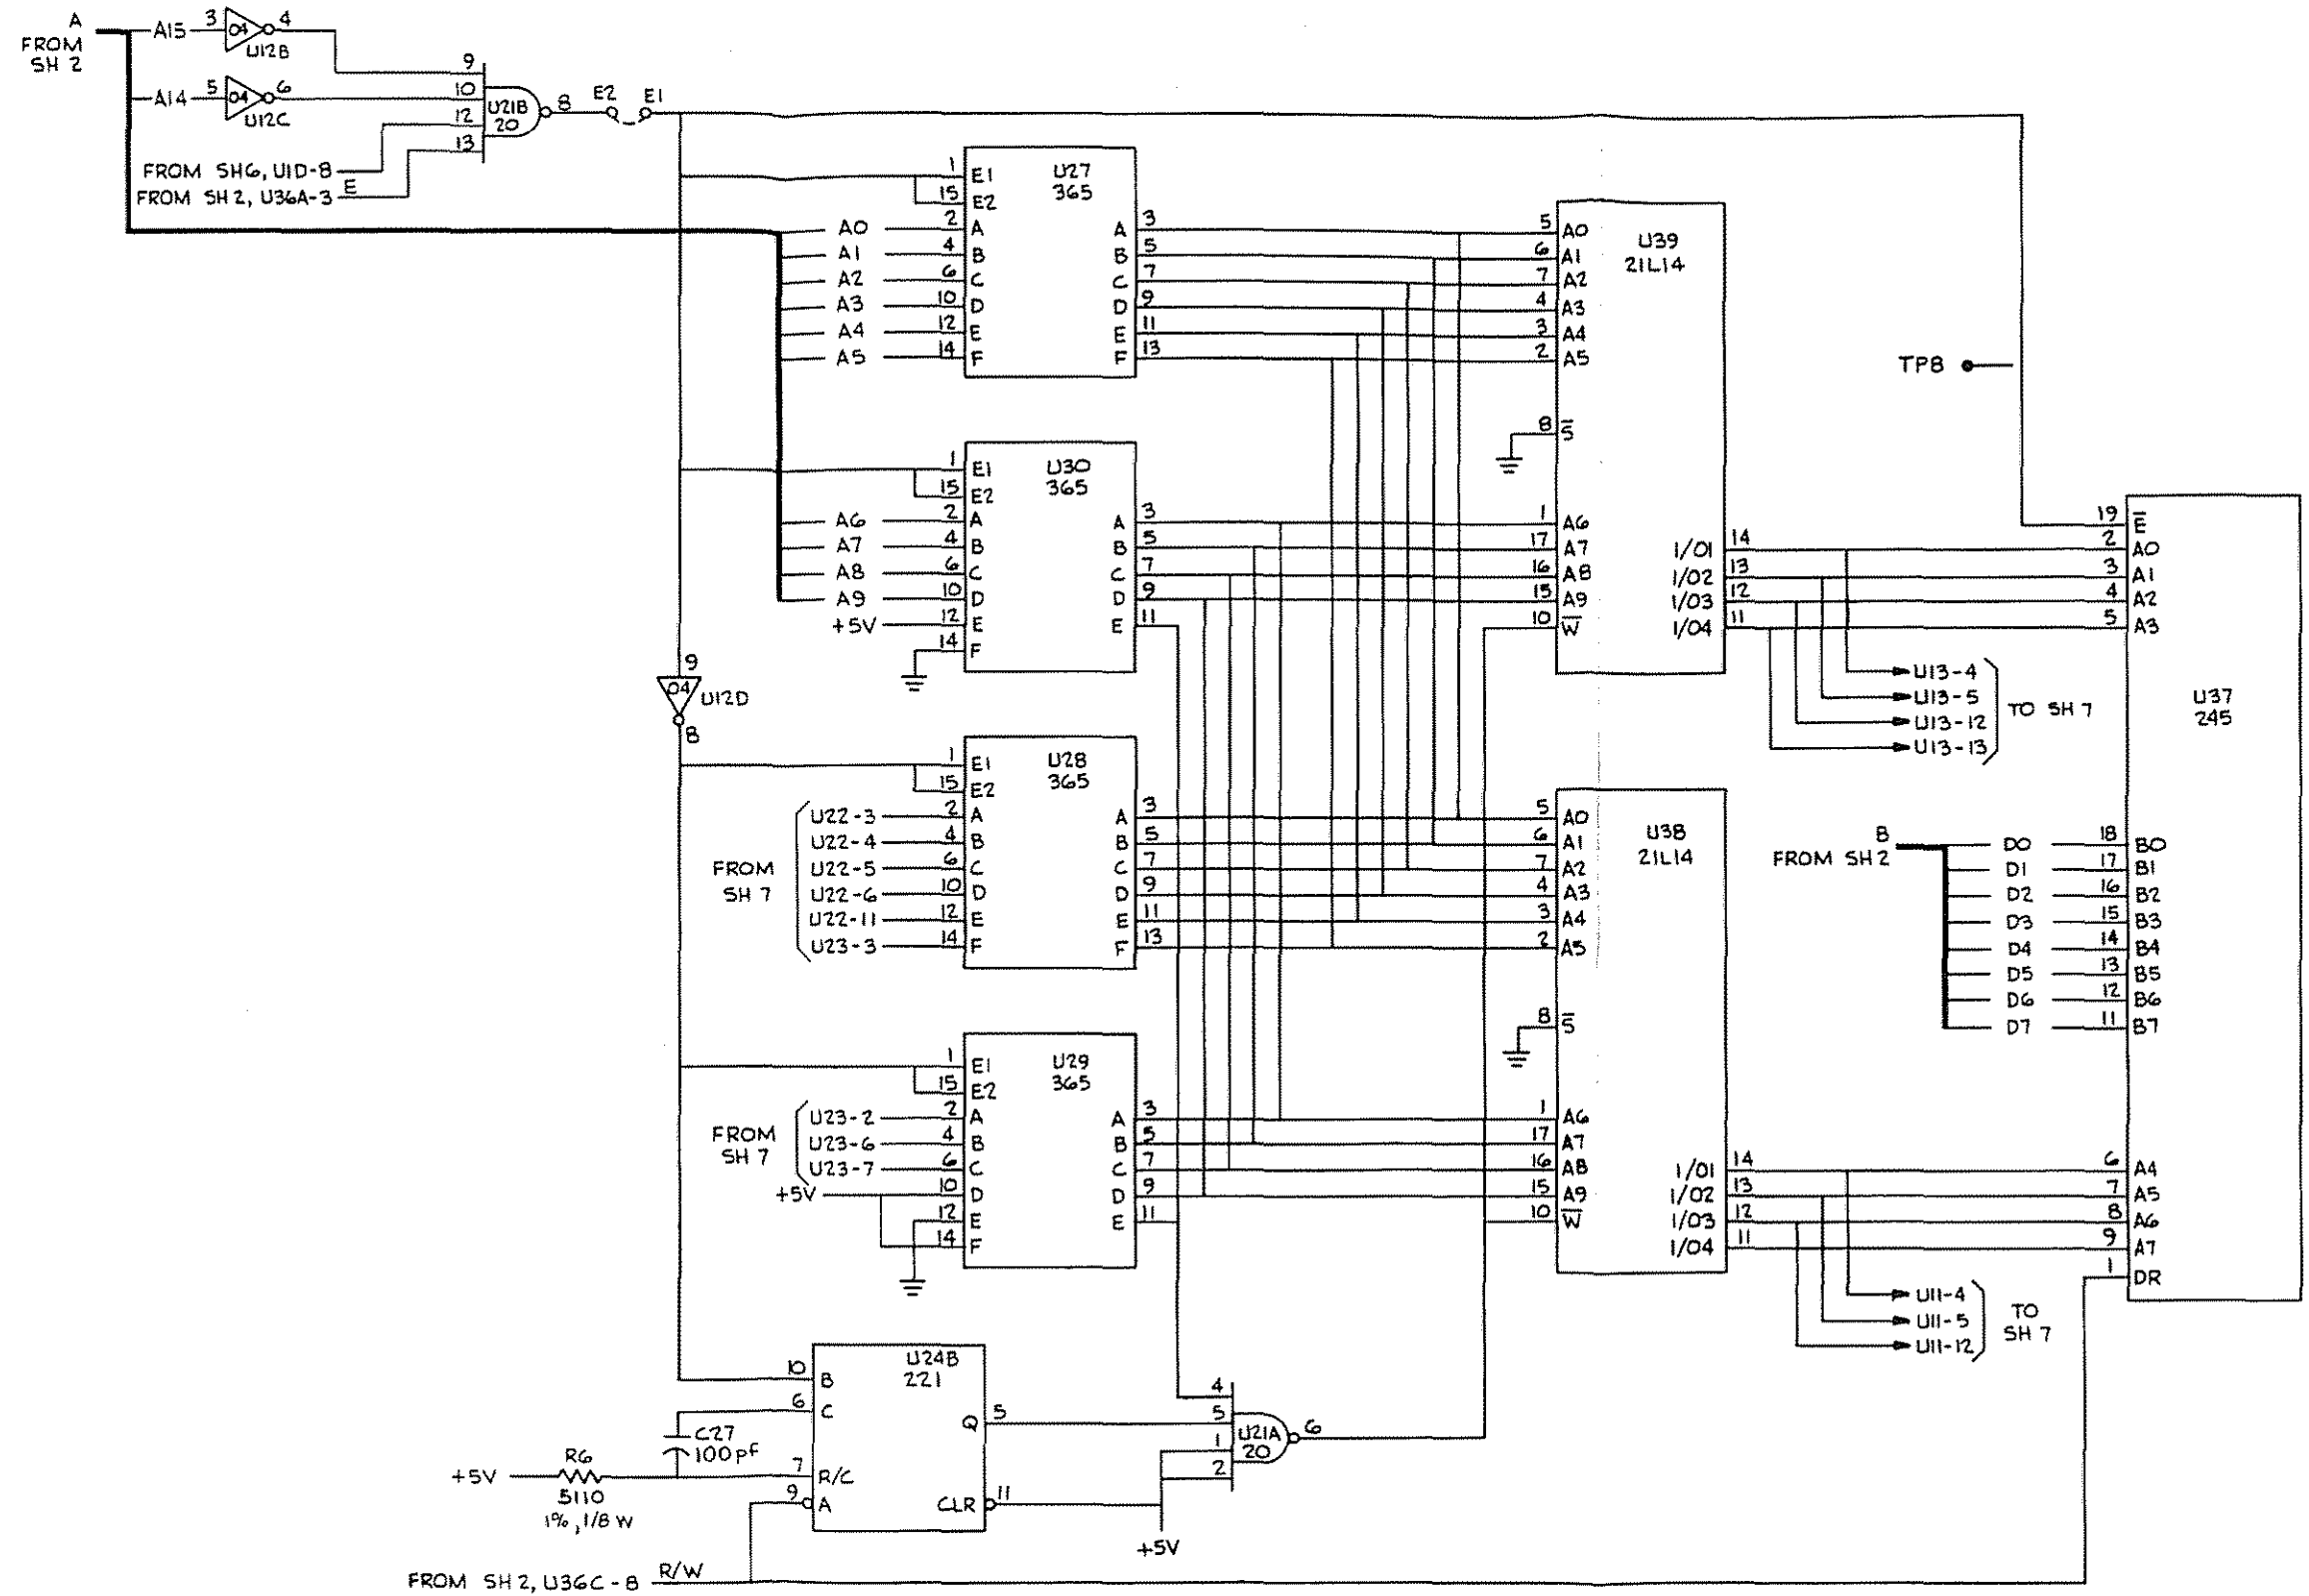 A
FROM
SH 2
A15 3 04 4
U12B
A14 5 04 6
U12C
9
10
12
13
U21B
20
8 E2 E1
FROM SH6, U1D-8
FROM SH2, U36A-3 E
U27
365
1 E1
15 E2
A0 2 A A 3
A1 4 B B 5
A2 6 C C 7
A3 10 D D 9
A4 12 E E 11
A5 14 F F 13
U39
21L14
5 A0
6 A1
7 A2
4 A3
3 A4
2 A5
8 S̅
1 A6
17 A7
16 A8
15 A9
10 W̅
I/O1 14
I/O2 13
I/O3 12
I/O4 11
TP8
U30
365
1 E1
15 E2
A6 2 A A 3
A7 4 B B 5
A8 6 C C 7
A9 10 D D 9
+5V 12 E E 11
14 F
9
04 U12D
8
U13-4
U13-5
U13-12
U13-13
TO SH 7
U37
245
19 E̅
2 A0
3 A1
4 A2
5 A3
B
FROM SH2
D0 18 B0
D1 17 B1
D2 16 B2
D3 15 B3
D4 14 B4
D5 13 B5
D6 12 B6
D7 11 B7
6 A4
7 A5
8 A6
9 A7
1 DR
U28
365
1 E1
15 E2
FROM
SH 7
U22-3 2 A A 3
U22-4 4 B B 5
U22-5 6 C C 7
U22-6 10 D D 9
U22-11 12 E E 11
U23-3 14 F F 13
U38
21L14
5 A0
6 A1
7 A2
4 A3
3 A4
2 A5
8 S̅
1 A6
17 A7
16 A8
15 A9
10 W̅
I/O1 14
I/O2 13
I/O3 12
I/O4 11
U29
365
1 E1
15 E2
FROM
SH 7
U23-2 2 A A 3
U23-6 4 B B 5
U23-7 6 C C 7
+5V 10 D D 9
12 E E 11
14 F
U11-4
U11-5
U11-12
TO
SH 7
U24B
221
10 B
6 C
7 R/C
9 A
Q 5
CLR 11
C27
100pf
+5V R6
5110
1%, 1/8 W
4
5
1
2
U21A
20
6
+5V
FROM SH 2, U36C-8 R/W